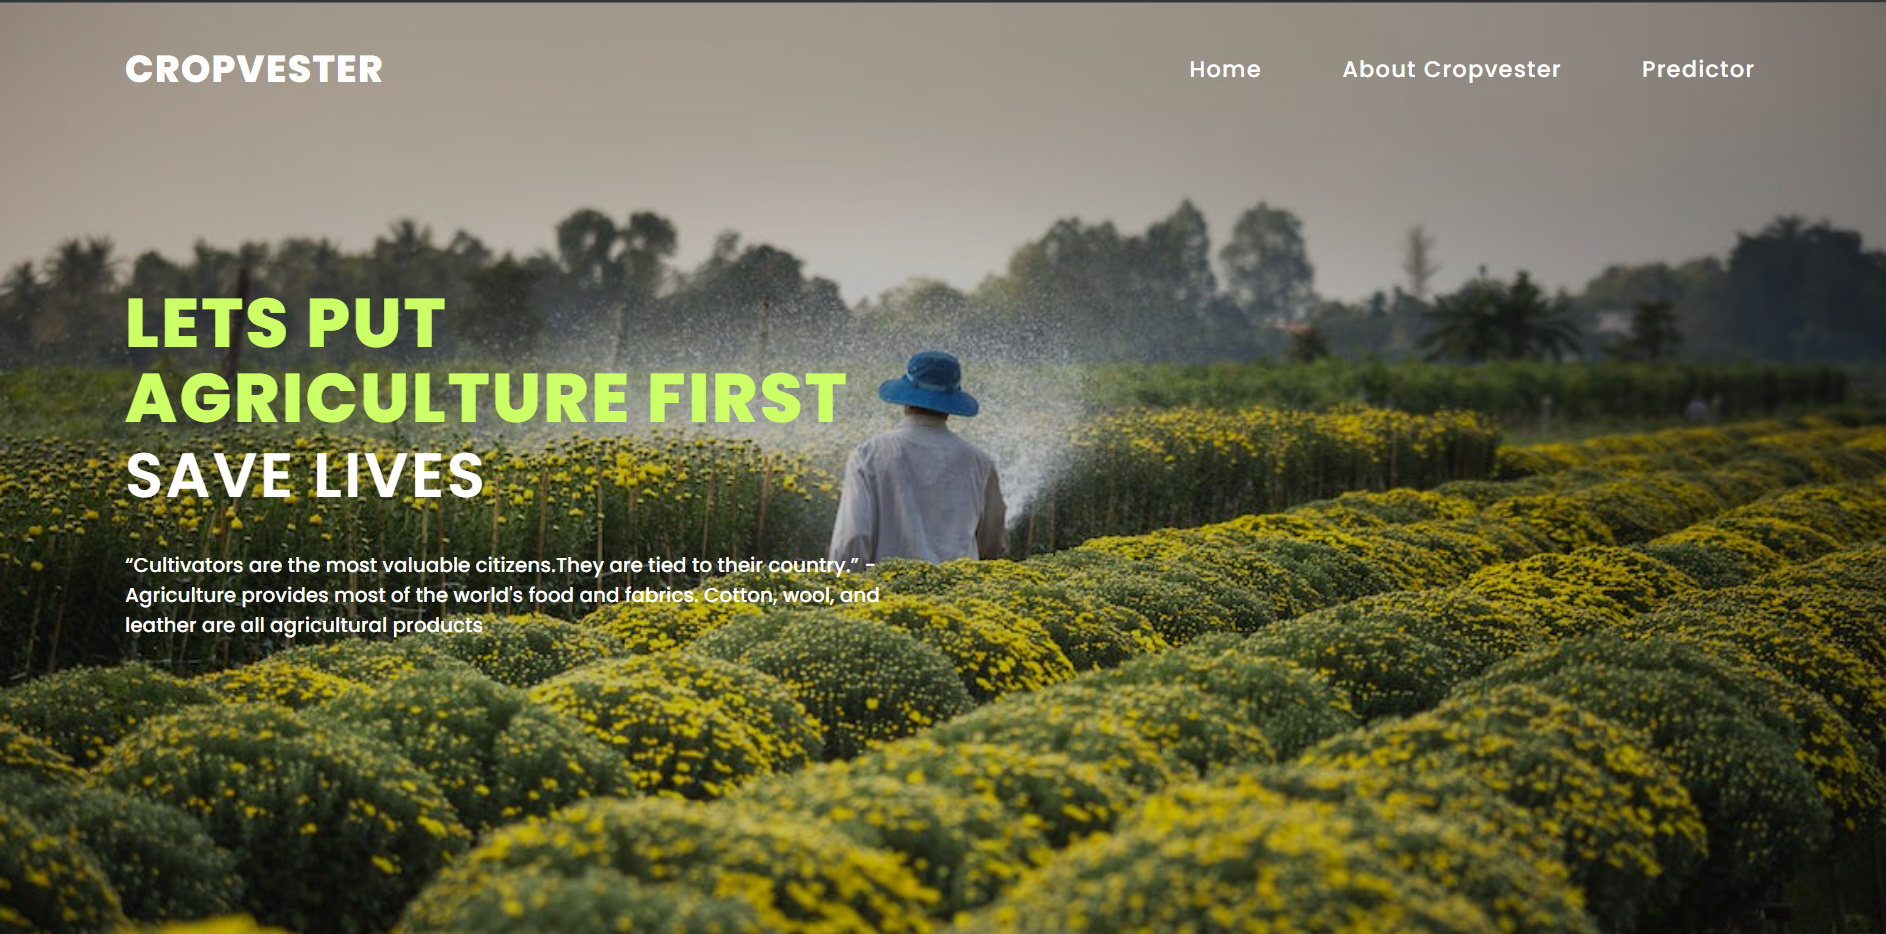 CROPVESTER
Home About Cropvester Predictor
LETS PUT
AGRICULTURE FIRST
SAVE LIVES
“Cultivators are the most valuable citizens.They are tied to their country.” -
Agriculture provides most of the world's food and fabrics. Cotton, wool, and
leather are all agricultural products